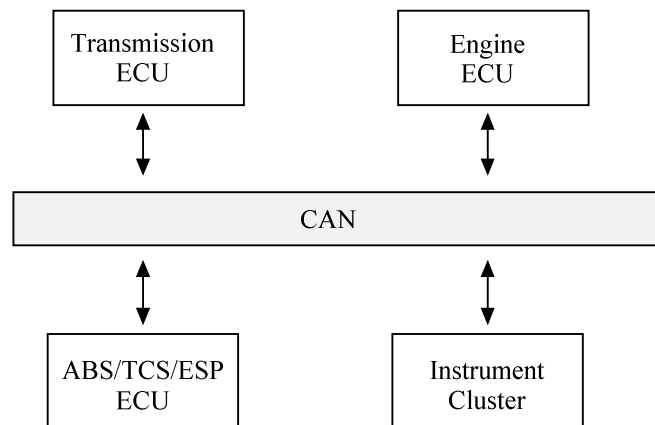 Transmission
ECU
Engine
ECU
CAN
ABS/TCS/ESP
ECU
Instrument
Cluster